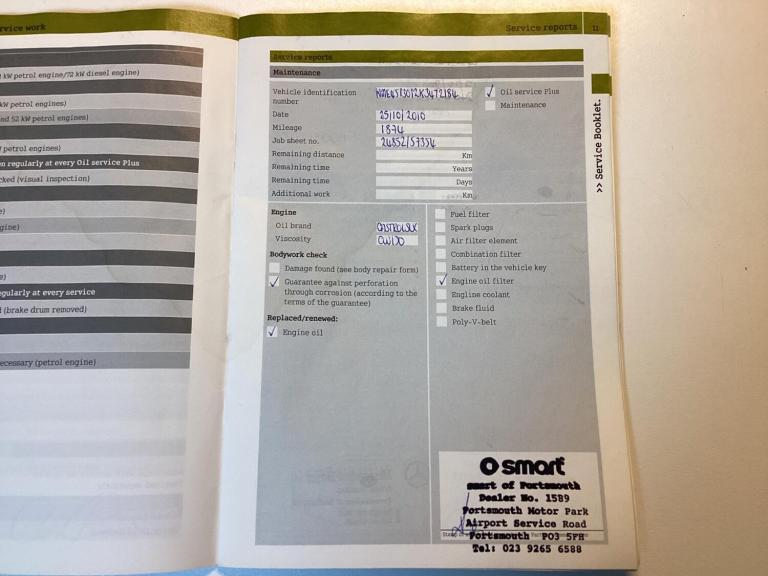 rvice work
kW petrol engine/72 kW diesel engine)
kW petrol engines)
nd 52 kW petrol engines)
petrol engines)
n regularly at every Oil service Plus
cked (visual inspection)
e)
gine)
e)
egularly at every service
(brake drum removed)
ecessary (petrol engine)
Service reports 11
Service reports
Maintenance
Vehicle identification
number
Oil service Plus
Maintenance
Date 25/10/2010
Mileage 1874
Job sheet no. 24852/57354
Remaining distance Km
Remaining time Years
Remaining time Days
Additional work Km
>> Service Booklet.
Engine
Oil brand CASTROL SLX
Viscosity 0W/30
Bodywork check
Damage found (see body repair form)
Guarantee against perforation
through corrosion (according to the
terms of the guarantee)
Replaced/renewed:
Engine oil
Fuel filter
Spark plugs
Air filter element
Combination filter
Battery in the vehicle key
Engine oil filter
Engline coolant
Brake fluid
Poly-V-belt
smart
smart of Portsmouth
Dealer No. 1589
Portsmouth Motor Park
Airport Service Road
Portsmouth PO3 5FH
Tel: 023 9265 6588